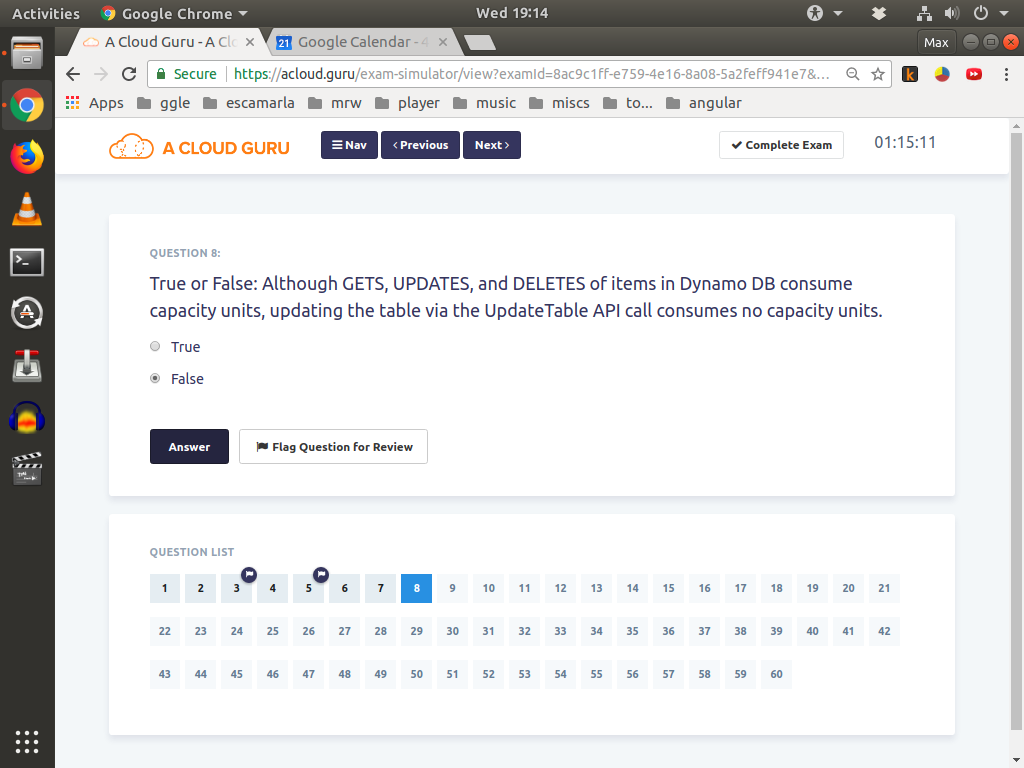 Activities Google Chrome Wed 19:14
A Cloud Guru - A Cl Google Calendar - 4 Max
Secure https://acloud.guru/exam-simulator/view?examId=8ac9c1ff-e759-4e16-8a08-5a2feff941e7&...
Apps ggle escamarla mrw player music miscs to... angular
A CLOUD GURU Nav Previous Next Complete Exam 01:15:11
QUESTION 8:
True or False: Although GETS, UPDATES, and DELETES of items in Dynamo DB consume
capacity units, updating the table via the UpdateTable API call consumes no capacity units.
True
False
Answer Flag Question for Review
QUESTION LIST
1 2 3 4 5 6 7 8 9 10 11 12 13 14 15 16 17 18 19 20 21
22 23 24 25 26 27 28 29 30 31 32 33 34 35 36 37 38 39 40 41 42
43 44 45 46 47 48 49 50 51 52 53 54 55 56 57 58 59 60